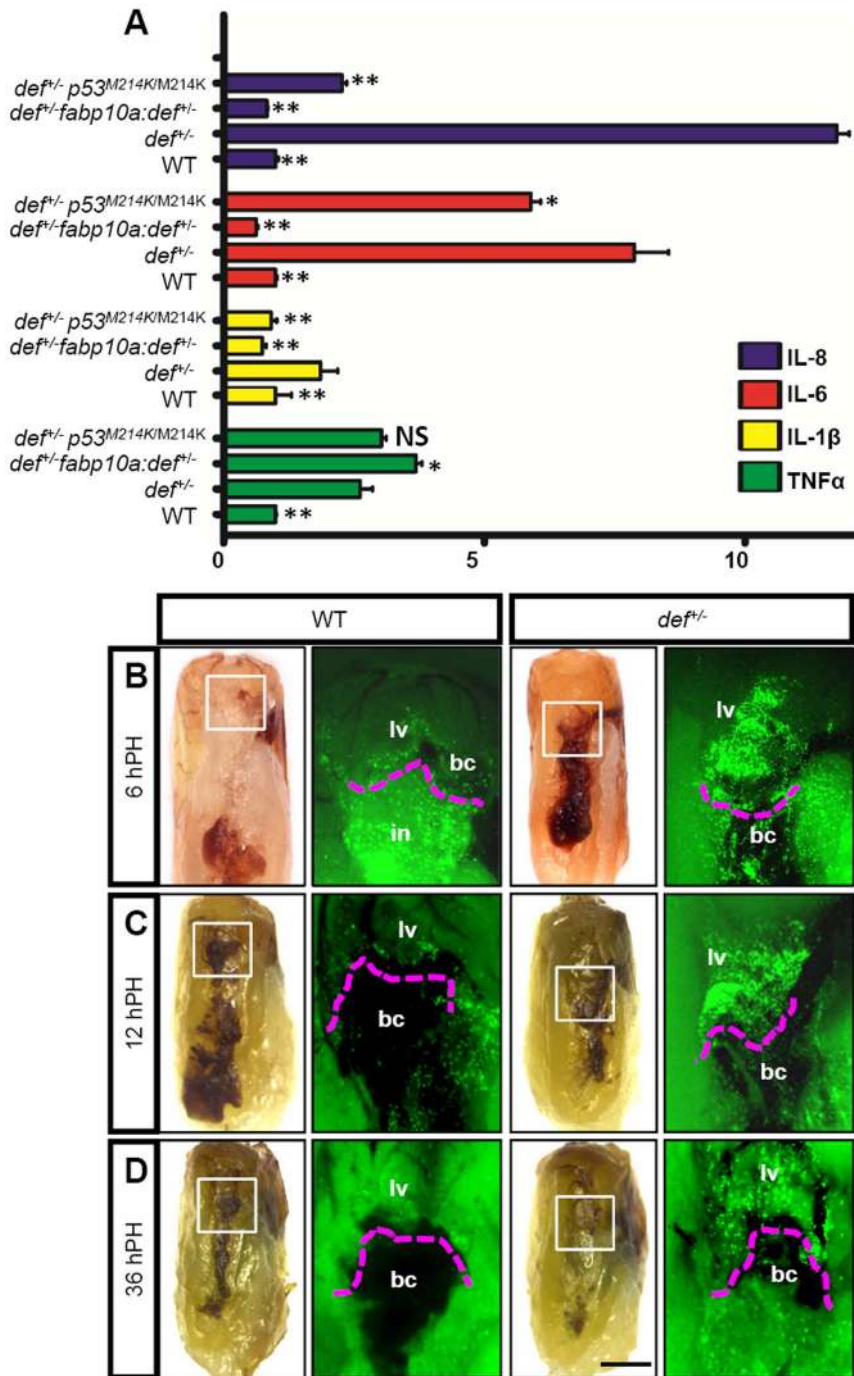 A
def+/- p53M214K/M214K **
def+/-fabp10a:def+/- **
def+/-
WT **
def+/- p53M214K/M214K *
def+/-fabp10a:def+/- **
def+/-
WT **
def+/- p53M214K/M214K **
def+/-fabp10a:def+/- **
def+/-
WT **
def+/- p53M214K/M214K NS
def+/-fabp10a:def+/- *
def+/-
WT **
IL-8
IL-6
IL-1β
TNFα
0 5 10
WT def+/-
6 hPH
B
lv
bc
in
lv
bc
12 hPH
C
lv
bc
lv
bc
36 hPH
D
lv
bc
lv
bc